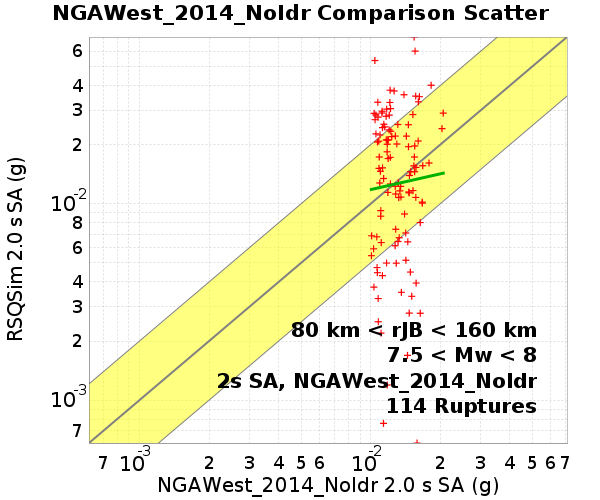 NGAWest_2014_NoIdr Comparison Scatter
RSQSim 2.0 s SA (g)
6
4
3
2
10-2
8
6
4
3
2
10-3
7
80 km < rJB < 160 km
7.5 < Mw < 8
2s SA, NGAWest_2014_NoIdr
114 Ruptures
7 10-3 2 3 4 5 6 10-2 2 3 4 5 6 7
NGAWest_2014_NoIdr 2.0 s SA (g)